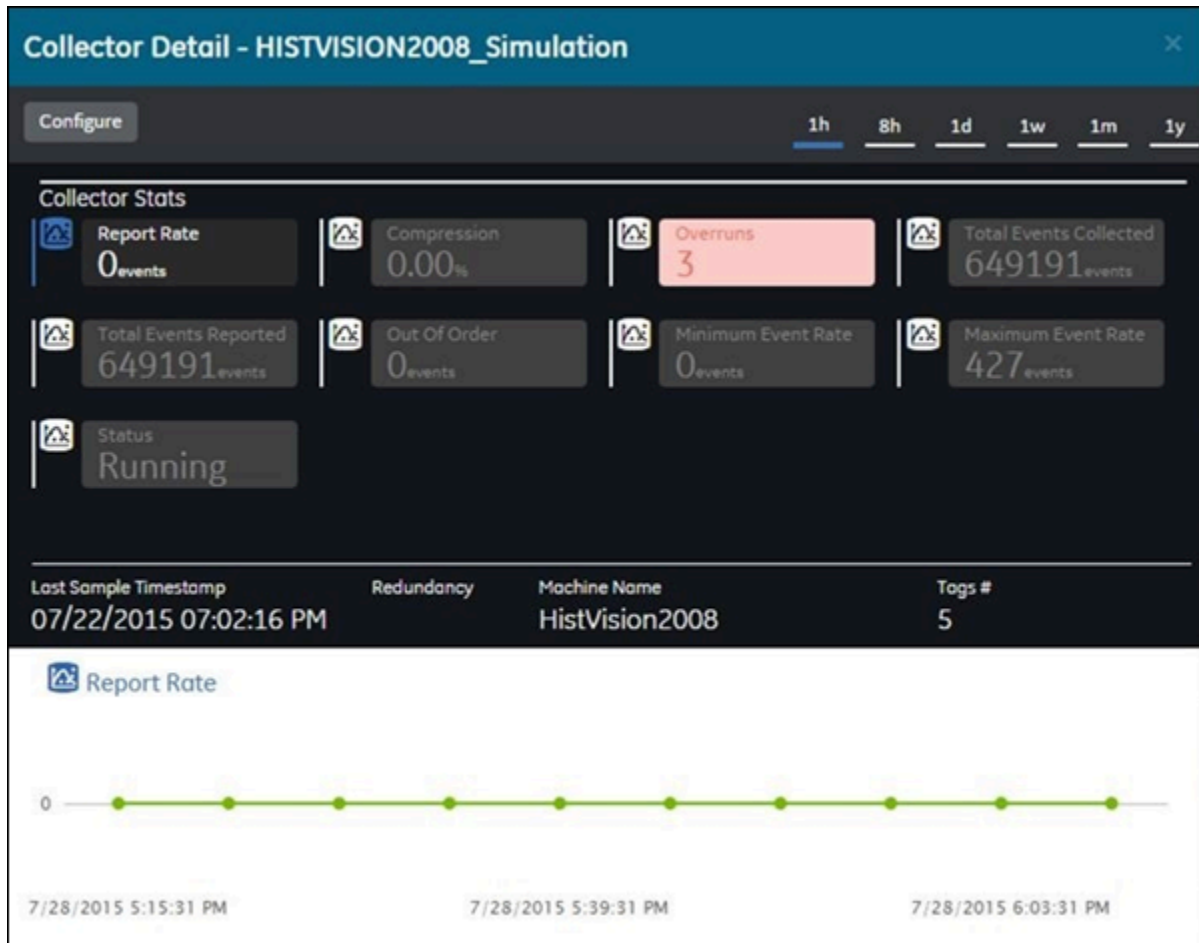 Collector Detail - HISTVISION2008_Simulation
×
Configure
1h 8h 1d 1w 1m 1y
Collector Stats
Report Rate
0events
Compression
0.00%
Overruns
3
Total Events Collected
649191events
Total Events Reported
649191events
Out Of Order
0events
Minimum Event Rate
0events
Maximum Event Rate
427events
Status
Running
Last Sample Timestamp
07/22/2015 07:02:16 PM
Redundancy
Machine Name
HistVision2008
Tags #
5
Report Rate
0
7/28/2015 5:15:31 PM 7/28/2015 5:39:31 PM 7/28/2015 6:03:31 PM